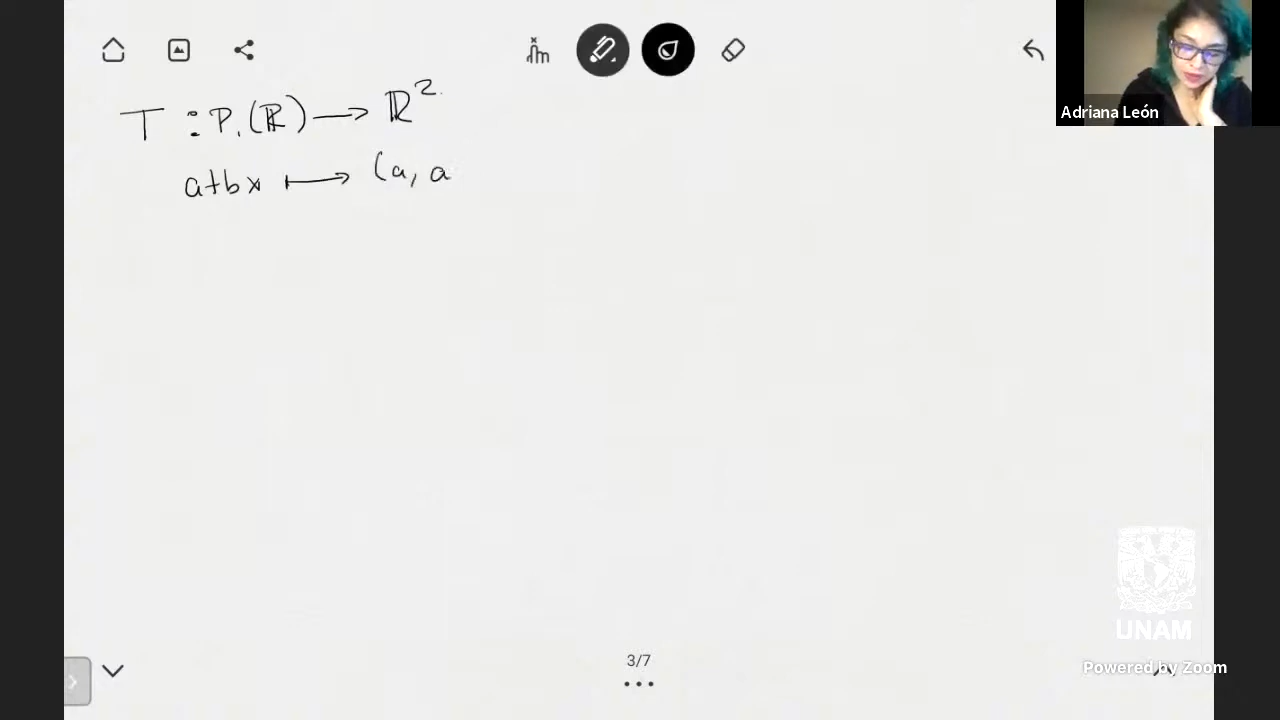 T : P₁(ℝ) → ℝ².
a+bx ↦ (a, a
Adriana León
3/7
UNAM
Powered by Zoom